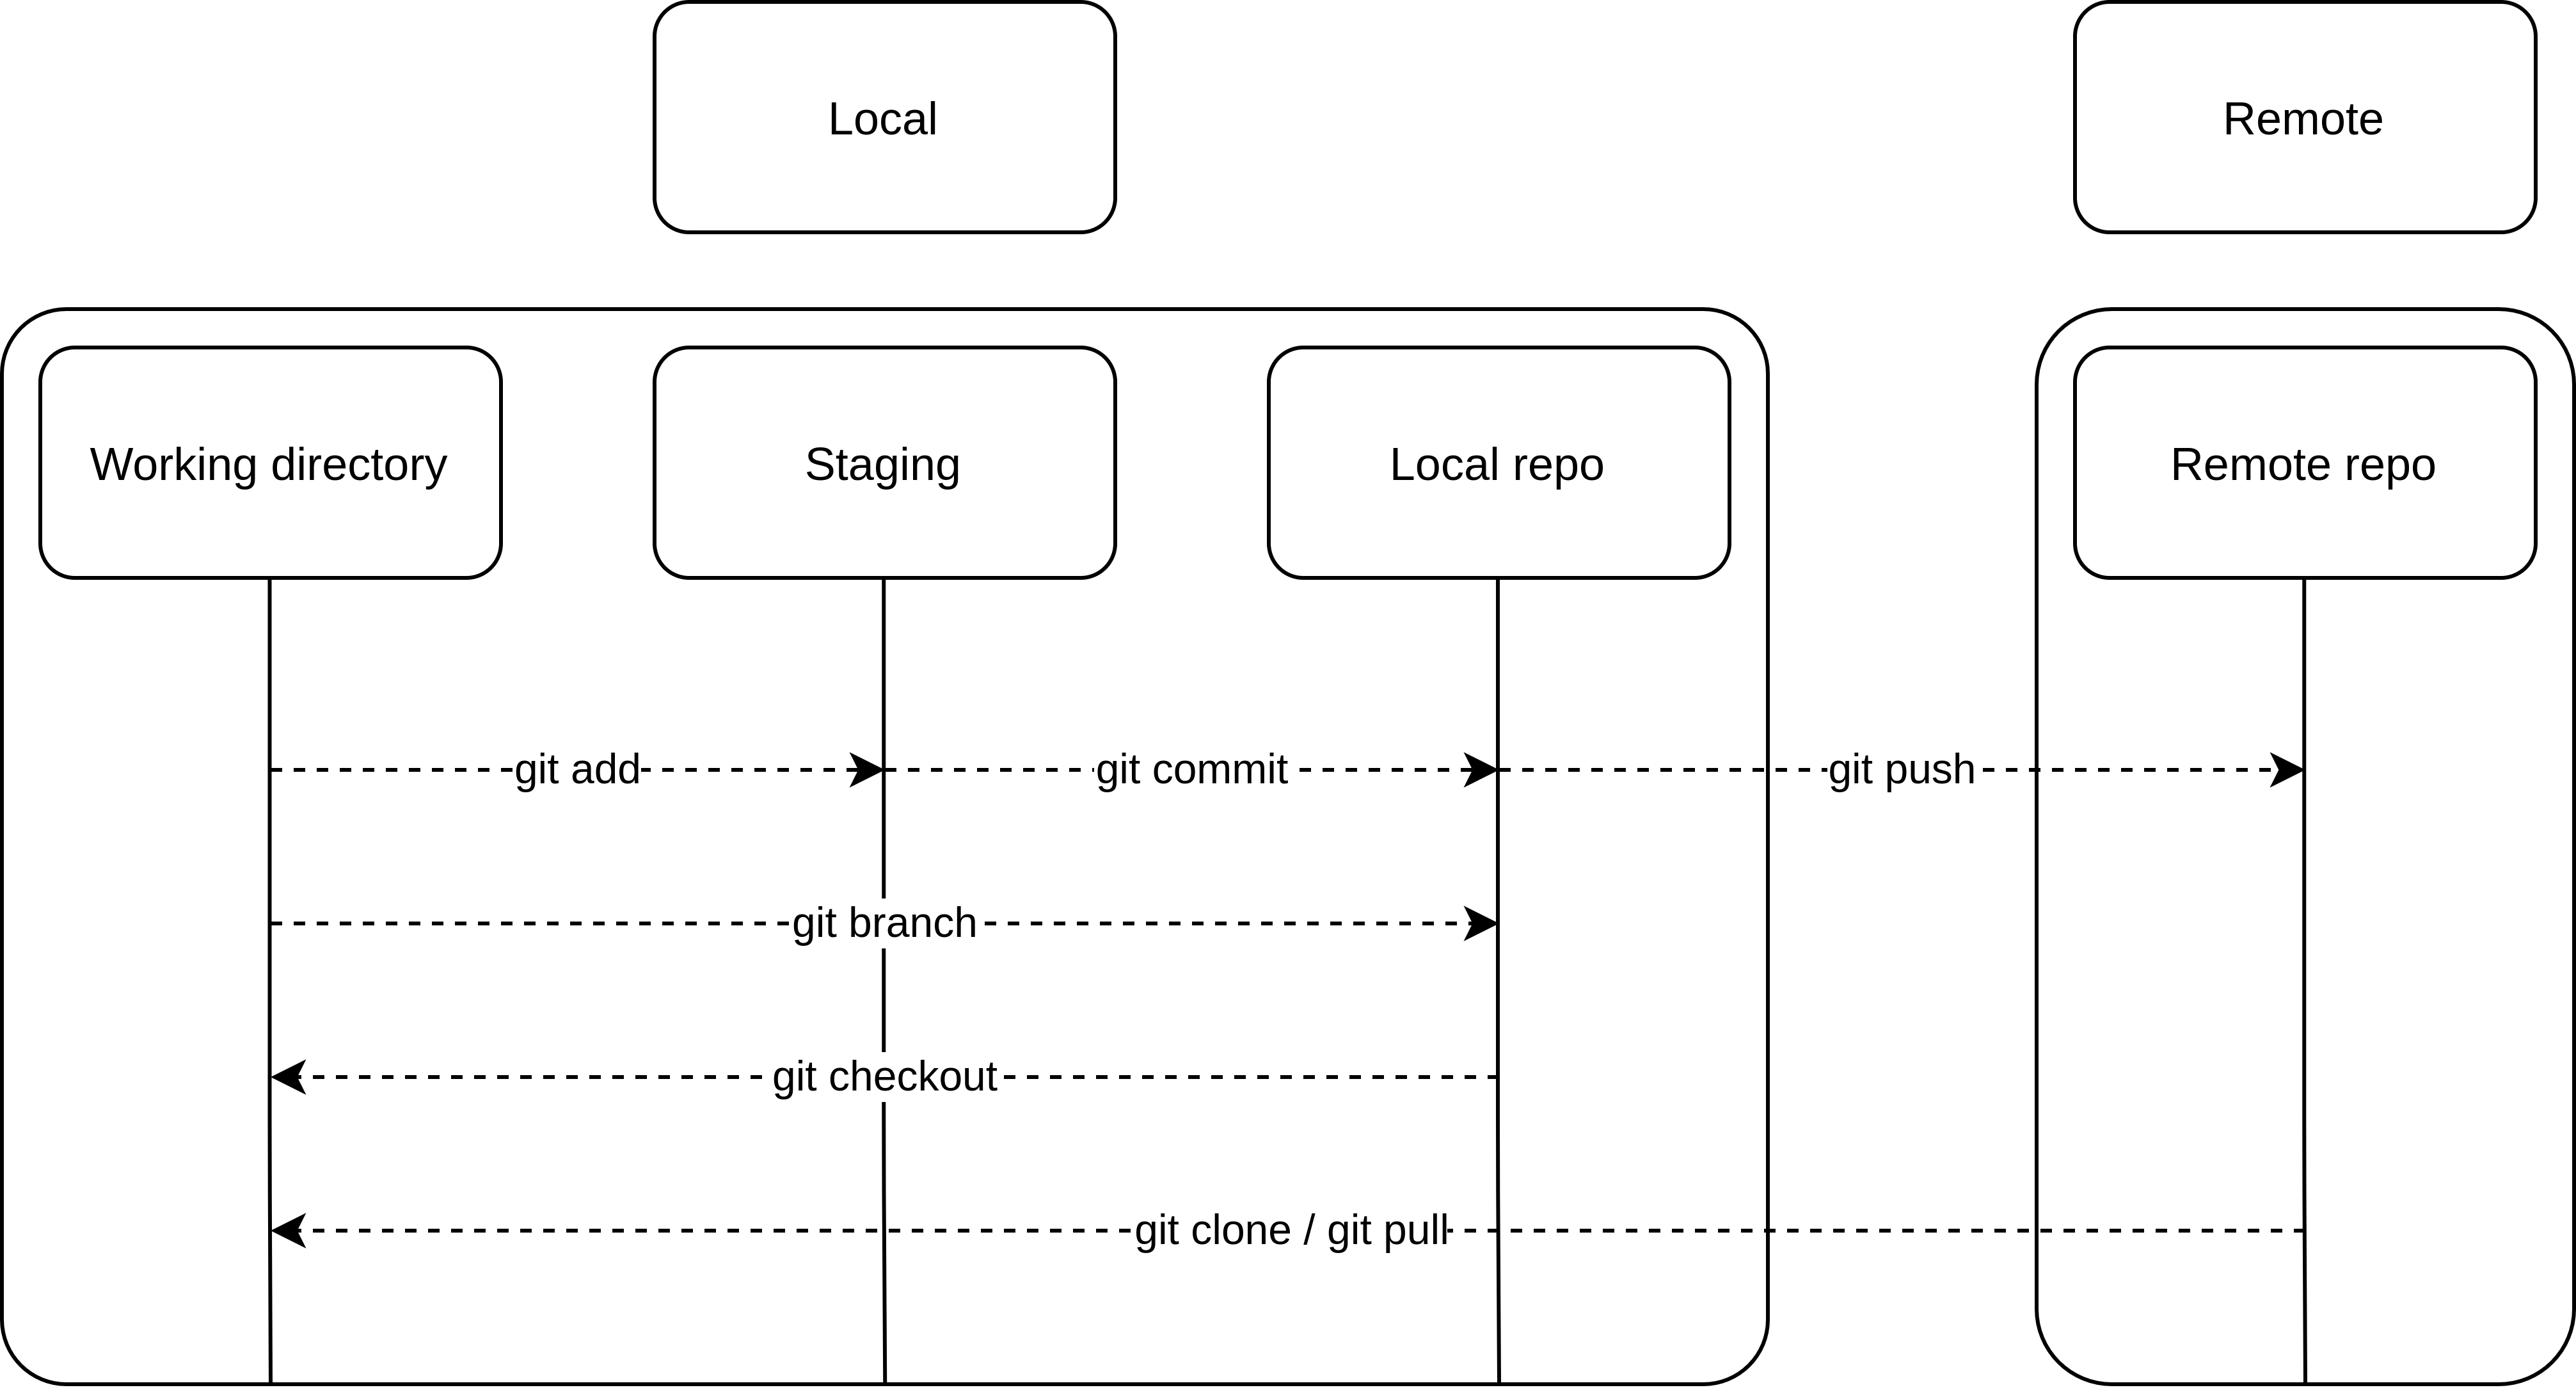 Local
Remote
Working directory
Staging
Local repo
Remote repo
git add
git commit
git push
git branch
git checkout
git clone / git pull